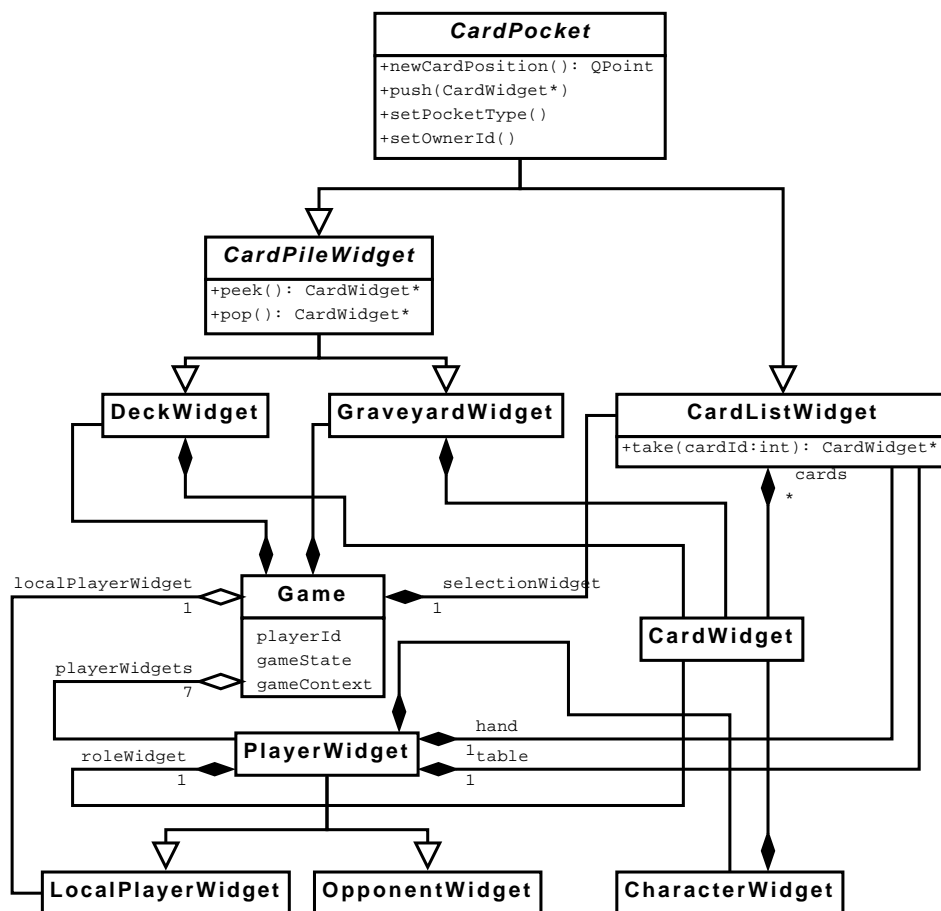 CardPocket
+newCardPosition(): QPoint
+push(CardWidget*)
+setPocketType()
+setOwnerId()
CardPileWidget
+peek(): CardWidget*
+pop(): CardWidget*
DeckWidget
GraveyardWidget
CardListWidget
+take(cardId:int): CardWidget*
cards
*
localPlayerWidget
1
Game
selectionWidget
1
playerId
gameState
gameContext
CardWidget
playerWidgets
7
hand
1
PlayerWidget
roleWidget
1
table
1
LocalPlayerWidget
OpponentWidget
CharacterWidget